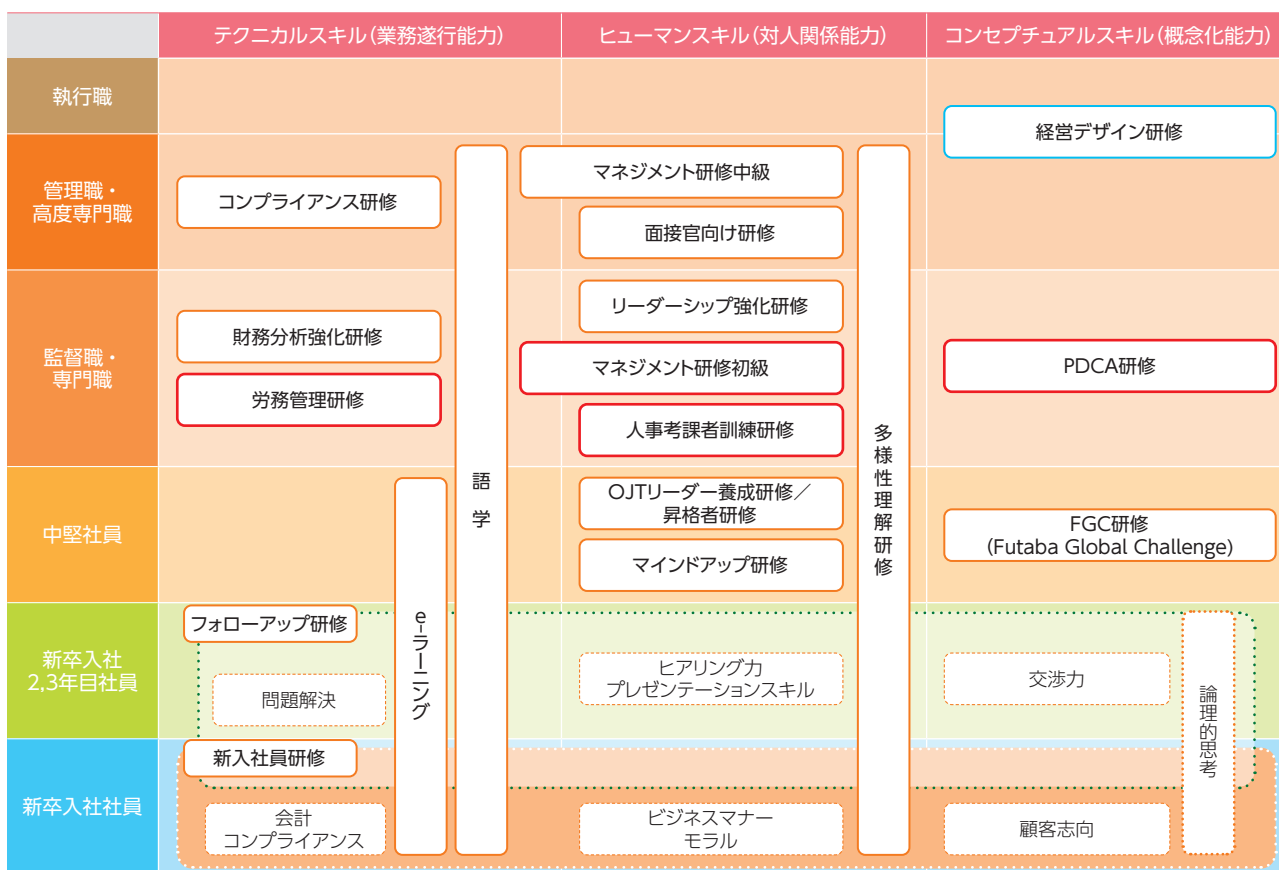 テクニカルスキル（業務遂行能力）
ヒューマンスキル（対人関係能力）
コンセプチュアルスキル（概念化能力）
執行職
経営デザイン研修
管理職・
高度専門職
コンプライアンス研修
マネジメント研修中級
面接官向け研修
監督職・
専門職
財務分析強化研修
労務管理研修
リーダーシップ強化研修
マネジメント研修初級
人事考課者訓練研修
PDCA研修
語学
多様性理解研修
中堅社員
OJTリーダー養成研修／
昇格者研修
マインドアップ研修
FGC研修
(Futaba Global Challenge)
e-ラーニング
新卒入社
2,3年目社員
フォローアップ研修
問題解決
ヒアリング力
プレゼンテーションスキル
交渉力
論理的思考
新卒入社社員
新入社員研修
会計
コンプライアンス
ビジネスマナー
モラル
顧客志向